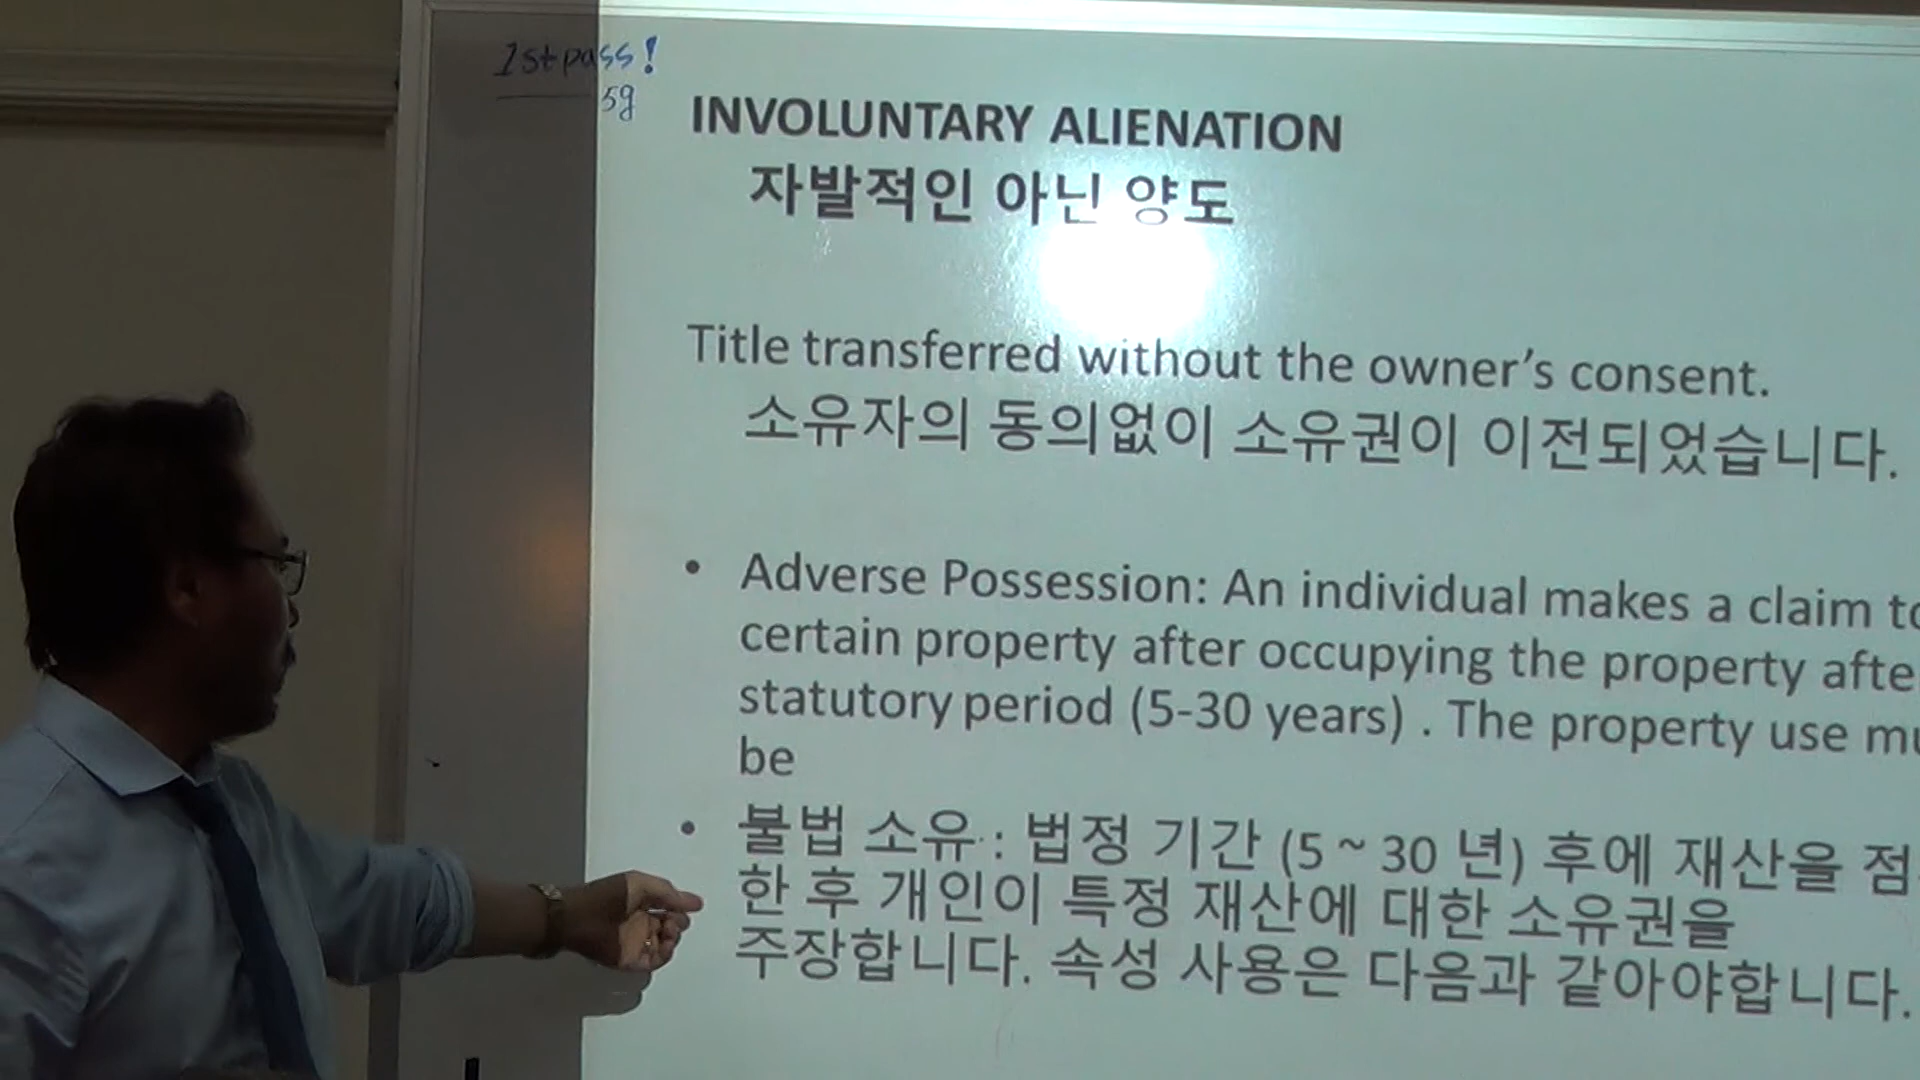 1st pass!
59
INVOLUNTARY ALIENATION
자발적인 아닌 양도
Title transferred without the owner's consent.
소유자의 동의없이 소유권이 이전되었습니다.
• Adverse Possession: An individual makes a claim to
certain property after occupying the property afte
statutory period (5-30 years) . The property use mu
be
• 불법 소유 : 법정 기간 (5 ~ 30 년) 후에 재산을 점
한 후 개인이 특정 재산에 대한 소유권을
주장합니다. 속성 사용은 다음과 같아야합니다.